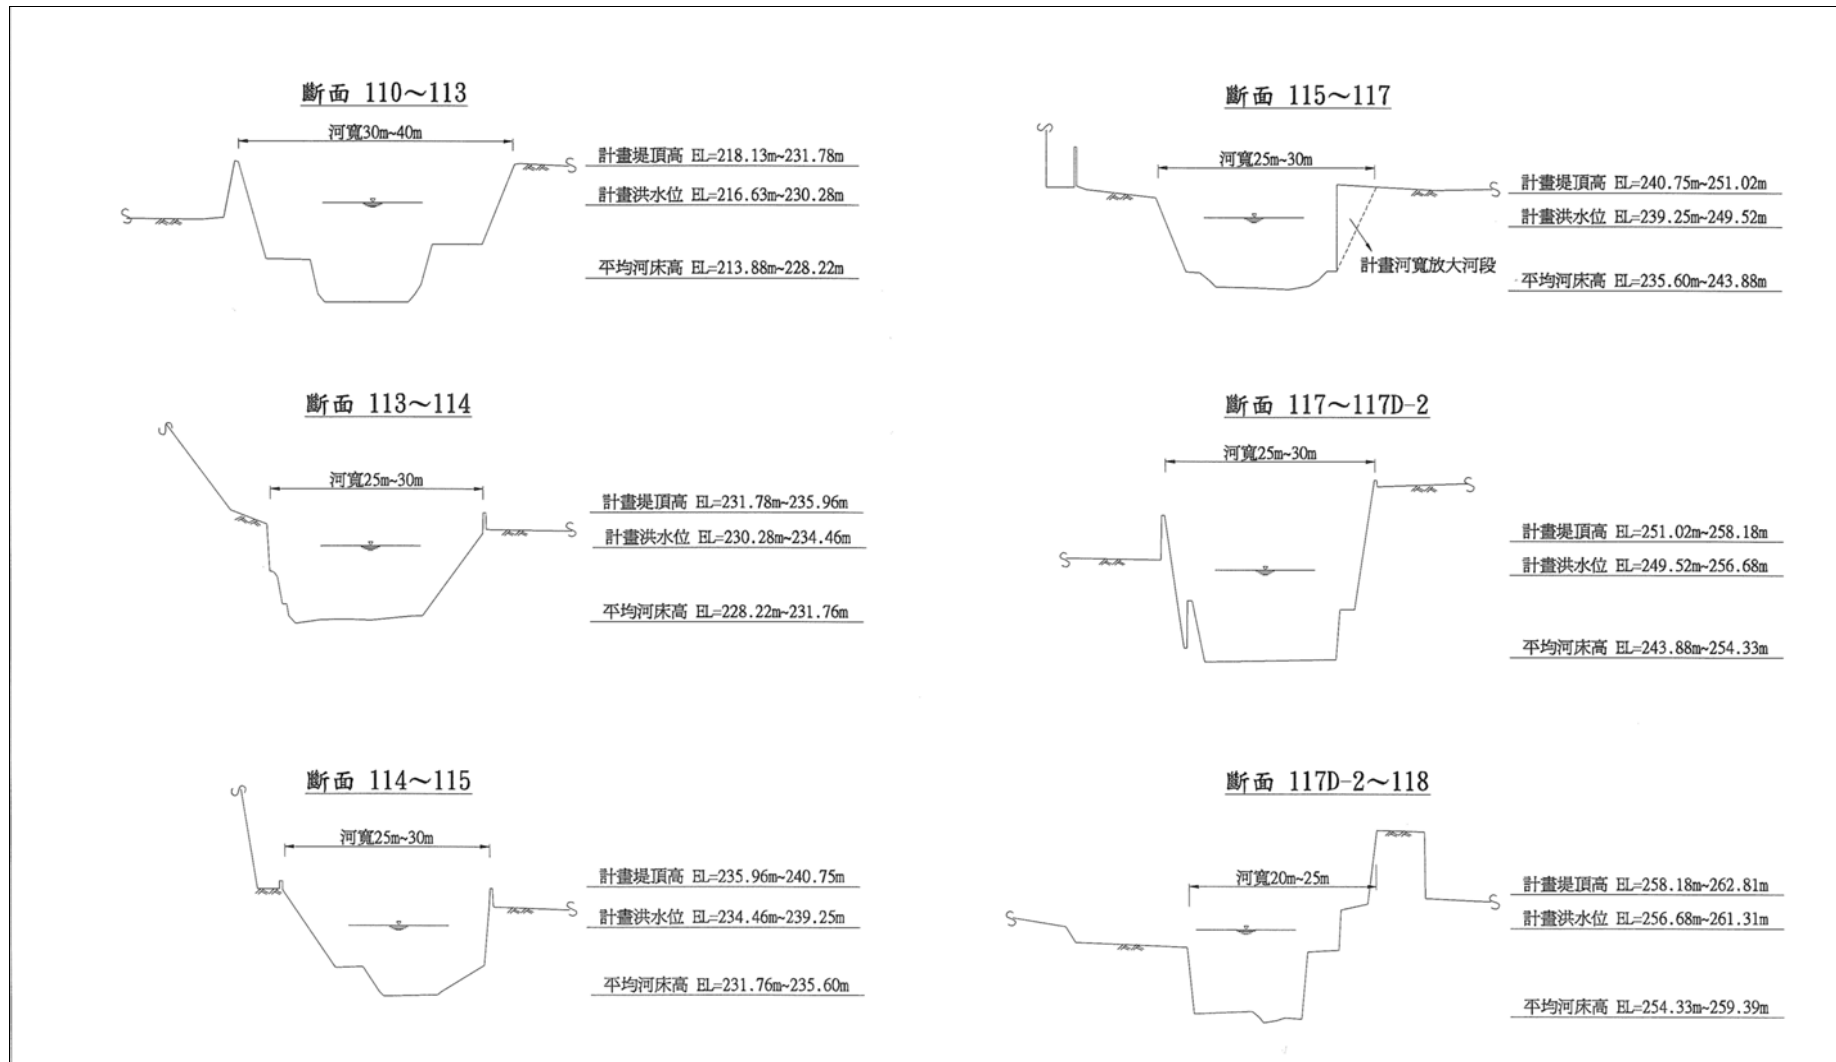 斷面 110～113
河寬30m~40m
計畫堤頂高 EL=218.13m~231.78m
計畫洪水位 EL=216.63m~230.28m
平均河床高 EL=213.88m~228.22m
斷面 113～114
河寬25m~30m
計畫堤頂高 EL=231.78m~235.96m
計畫洪水位 EL=230.28m~234.46m
平均河床高 EL=228.22m~231.76m
斷面 114～115
河寬25m~30m
計畫堤頂高 EL=235.96m~240.75m
計畫洪水位 EL=234.46m~239.25m
平均河床高 EL=231.76m~235.60m
斷面 115～117
河寬25m~30m
計畫堤頂高 EL=240.75m~251.02m
計畫洪水位 EL=239.25m~249.52m
計畫河寬放大河段
平均河床高 EL=235.60m~243.88m
斷面 117～117D-2
河寬25m~30m
計畫堤頂高 EL=251.02m~258.18m
計畫洪水位 EL=249.52m~256.68m
平均河床高 EL=243.88m~254.33m
斷面 117D-2～118
河寬20m~25m
計畫堤頂高 EL=258.18m~262.81m
計畫洪水位 EL=256.68m~261.31m
平均河床高 EL=254.33m~259.39m